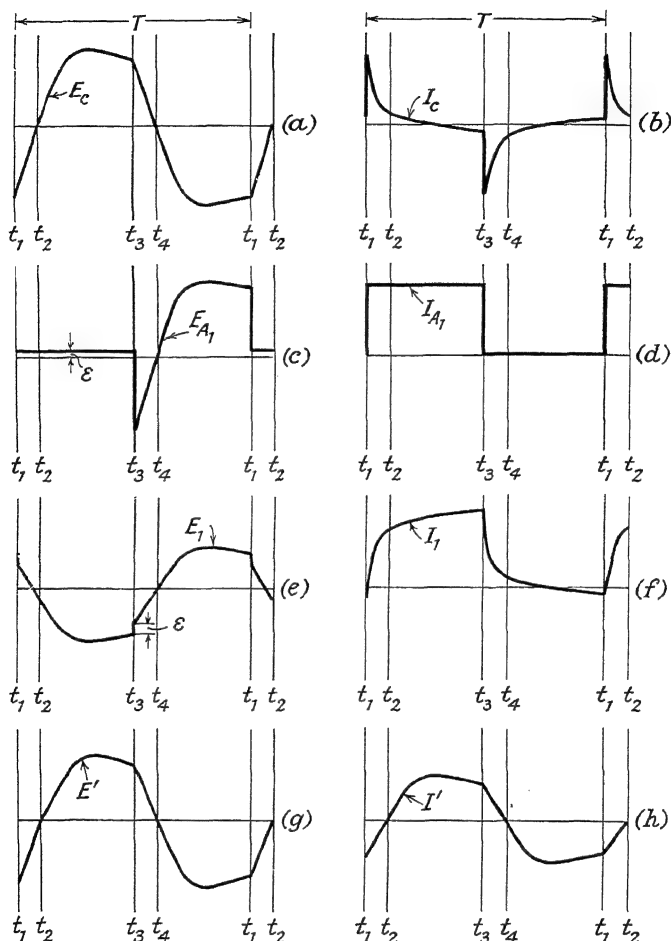 T
E_C
(a)
t_1 t_2 t_3 t_4 t_1 t_2
T
I_C
(b)
t_1 t_2 t_3 t_4 t_1 t_2
E_{A_1}
ε
(c)
t_1 t_2 t_3 t_4 t_1 t_2
I_{A_1}
(d)
t_1 t_2 t_3 t_4 t_1 t_2
E_1
ε
(e)
t_1 t_2 t_3 t_4 t_1 t_2
I_1
(f)
t_1 t_2 t_3 t_4 t_1 t_2
E'
(g)
t_1 t_2 t_3 t_4 t_1 t_2
I'
(h)
t_1 t_2 t_3 t_4 t_1 t_2